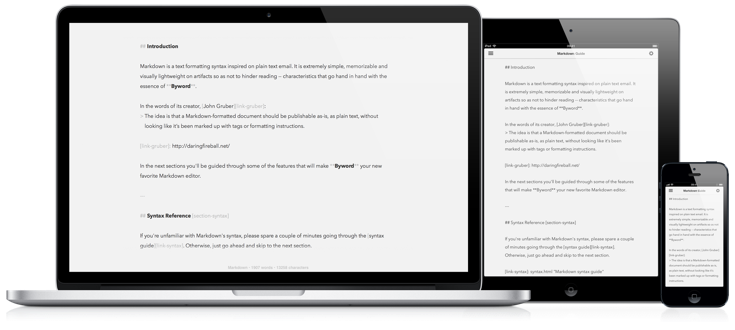 ## Introduction
Markdown is a text formatting syntax inspired on plain text email. It is extremely simple, memorizable and
visually lightweight on artifacts so as not to hinder reading – characteristics that go hand in hand with the
essence of **Byword**.
In the words of its creator, [John Gruber][link-gruber]:
> The idea is that a Markdown-formatted document should be publishable as-is, as plain text, without
looking like it's been marked up with tags or formatting instructions.
[link-gruber]: http://daringfireball.net/
In the next sections you'll be guided through some of the features that will make **Byword** your new
favorite Markdown editor.
---
## Syntax Reference [section-syntax]
If you're unfamiliar with Markdown's syntax, please spare a couple of minutes going through the [syntax
guide][link-syntax]. Otherwise, just go ahead and skip to the next section.
Markdown Guide
## Introduction
Markdown is a text formatting syntax inspired on plain text email. It
is extremely simple, memorizable and visually lightweight on
artifacts so as not to hinder reading – characteristics that go hand
in hand with the essence of **Byword**.
In the words of its creator, [John Gruber][link-gruber]:
> The idea is that a Markdown-formatted document should be
publishable as-is, as plain text, without looking like it's been
marked up with tags or formatting instructions.
[link-gruber]: http://daringfireball.net/
In the next sections you'll be guided through some of the features
that will make **Byword** your new favorite Markdown editor.
---
## Syntax Reference [section-syntax]
If you're unfamiliar with Markdown's syntax, please spare a couple
of minutes going through the [syntax guide][link-syntax].
Otherwise, just go ahead and skip to the next section.
[link-syntax]: syntax.html "Markdown syntax guide"
Markdown Guide
## Introduction
Markdown is a text formatting syntax
inspired on plain text email. It is
extremely simple, memorizable and
visually lightweight on artifacts so as
not to hinder reading – characteristics
that go hand in hand with the essence of
**Byword**.
In the words of its creator, [John Gruber]
[link-gruber]:
> The idea is that a Markdown-formatted
document should be publishable as-is, as
plain text, without looking like it's been
marked up with tags or formatting
instructions.